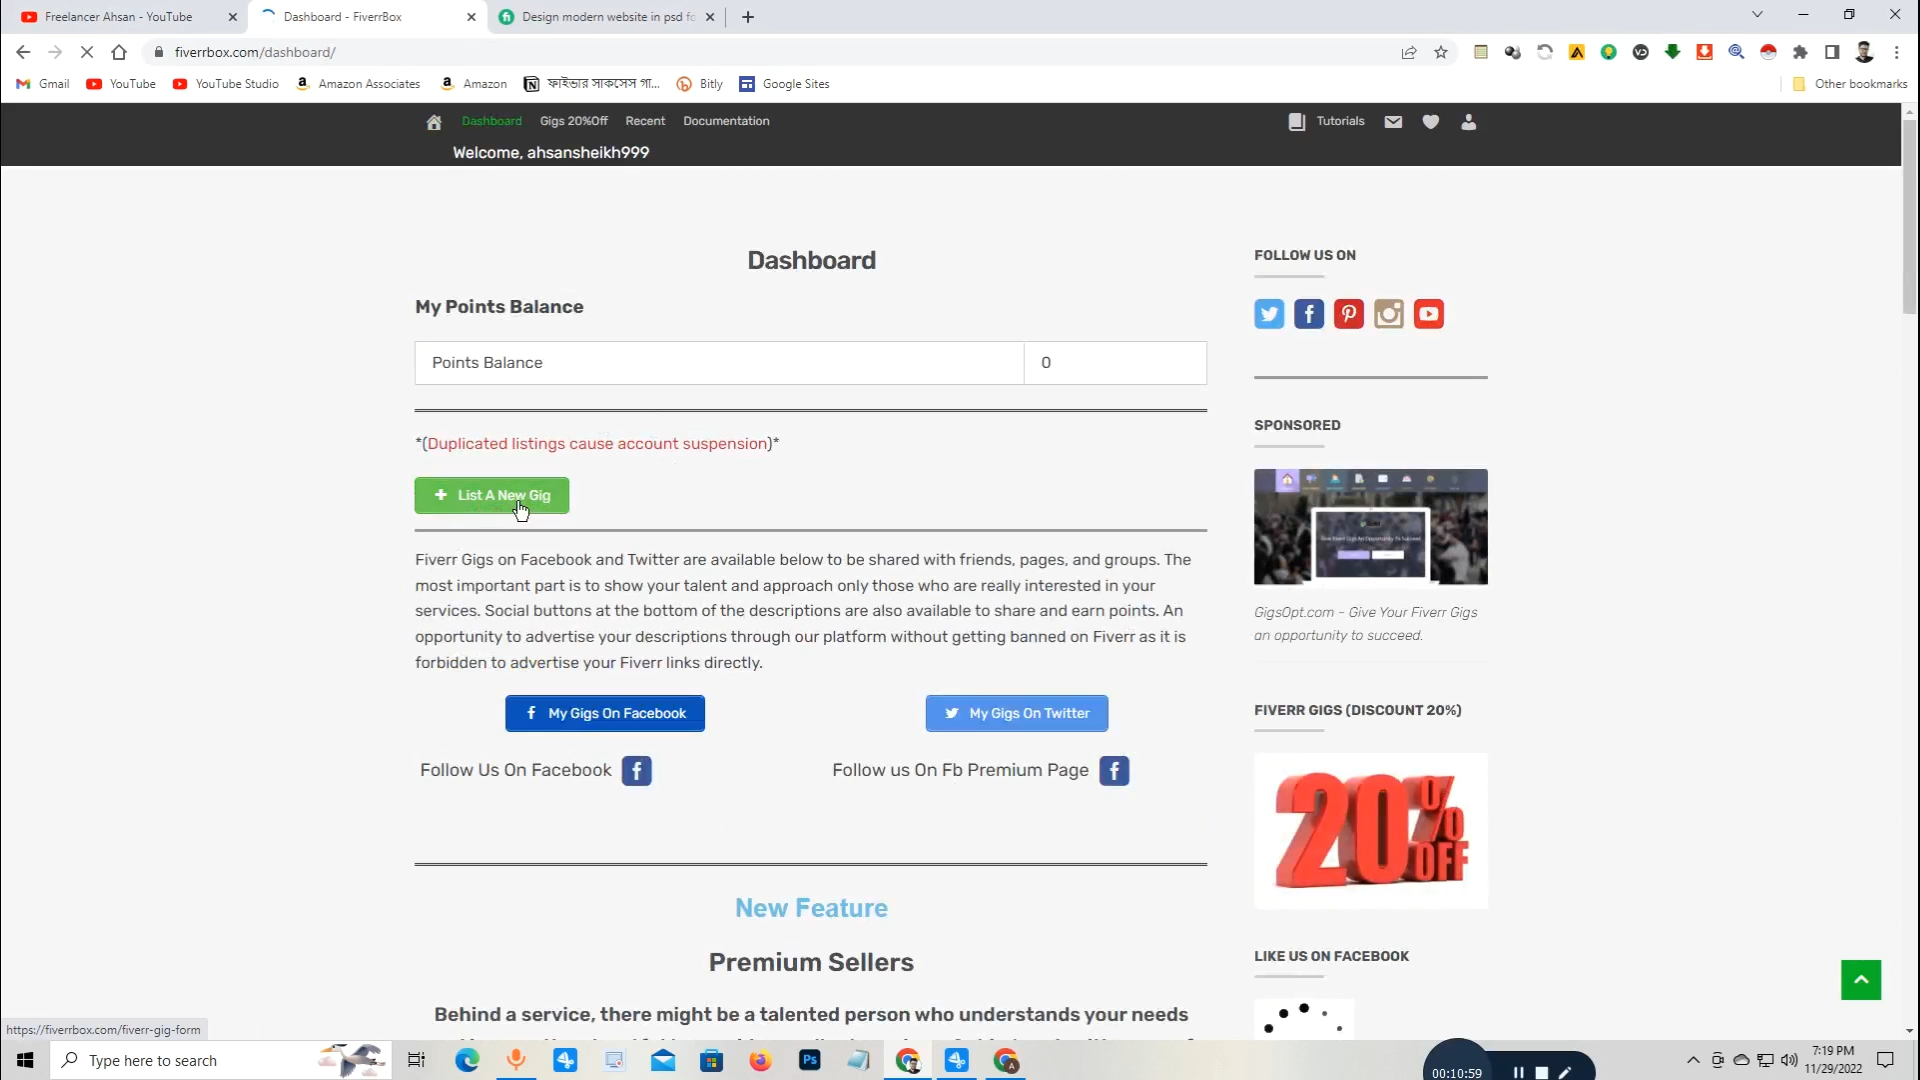 Freelancer Ahsan - YouTube
Dashboard - FiverrBox
Design modern website in psd fo
fiverrbox.com/dashboard/
Gmail
YouTube
YouTube Studio
Amazon Associates
Amazon
ফাইভার সাকসেস গা...
Bitly
Google Sites
Other bookmarks
Dashboard
Gigs 20%Off
Recent
Documentation
Tutorials
Welcome, ahsansheikh999
Dashboard
My Points Balance
Points Balance
0
*(Duplicated listings cause account suspension)*
List A New Gig
Fiverr Gigs on Facebook and Twitter are available below to be shared with friends, pages, and groups. The
most important part is to show your talent and approach only those who are really interested in your
services. Social buttons at the bottom of the descriptions are also available to share and earn points. An
opportunity to advertise your descriptions through our platform without getting banned on Fiverr as it is
forbidden to advertise your Fiverr links directly.
My Gigs On Facebook
My Gigs On Twitter
Follow Us On Facebook
Follow us On Fb Premium Page
New Feature
Premium Sellers
Behind a service, there might be a talented person who understands your needs
FOLLOW US ON
SPONSORED
GigsOpt.com - Give Your Fiverr Gigs
an opportunity to succeed.
FIVERR GIGS (DISCOUNT 20%)
20% OFF
LIKE US ON FACEBOOK
https://fiverrbox.com/fiverr-gig-form
Type here to search
Ps
00:10:59
7:19 PM
11/29/2022